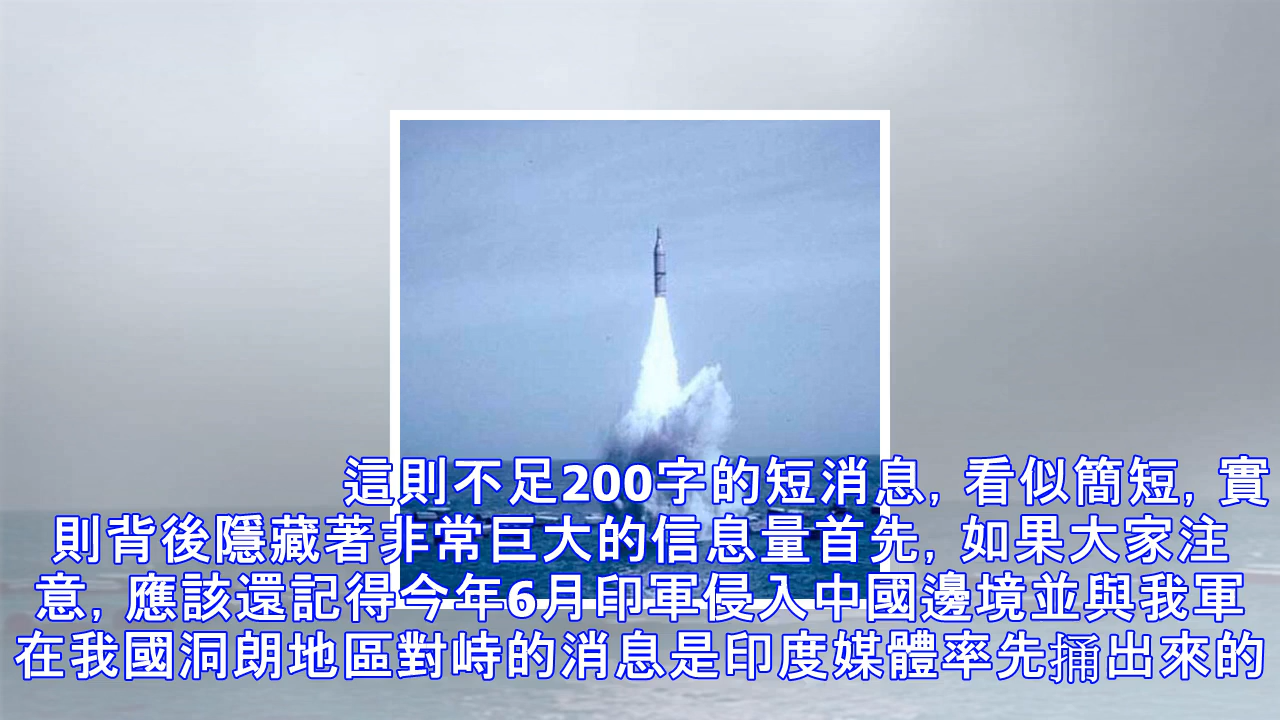 這則不足200字的短消息, 看似簡短, 實
則背後隱藏著非常巨大的信息量首先, 如果大家注
意, 應該還記得今年6月印軍侵入中國邊境並與我軍
在我國洞朗地區對峙的消息是印度媒體率先捅出來的